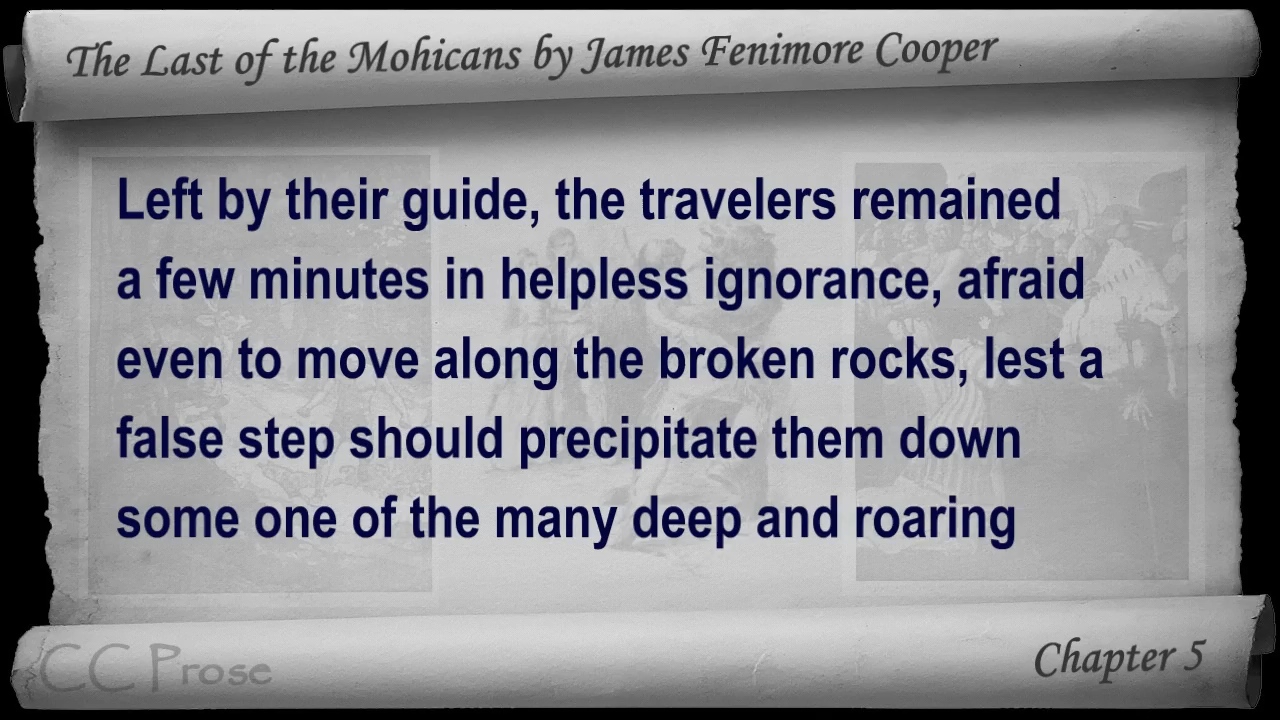 The Last of the Mohicans by James Fenimore Cooper
Left by their guide, the travelers remained
a few minutes in helpless ignorance, afraid
even to move along the broken rocks, lest a
false step should precipitate them down
some one of the many deep and roaring
CC Prose
Chapter 5